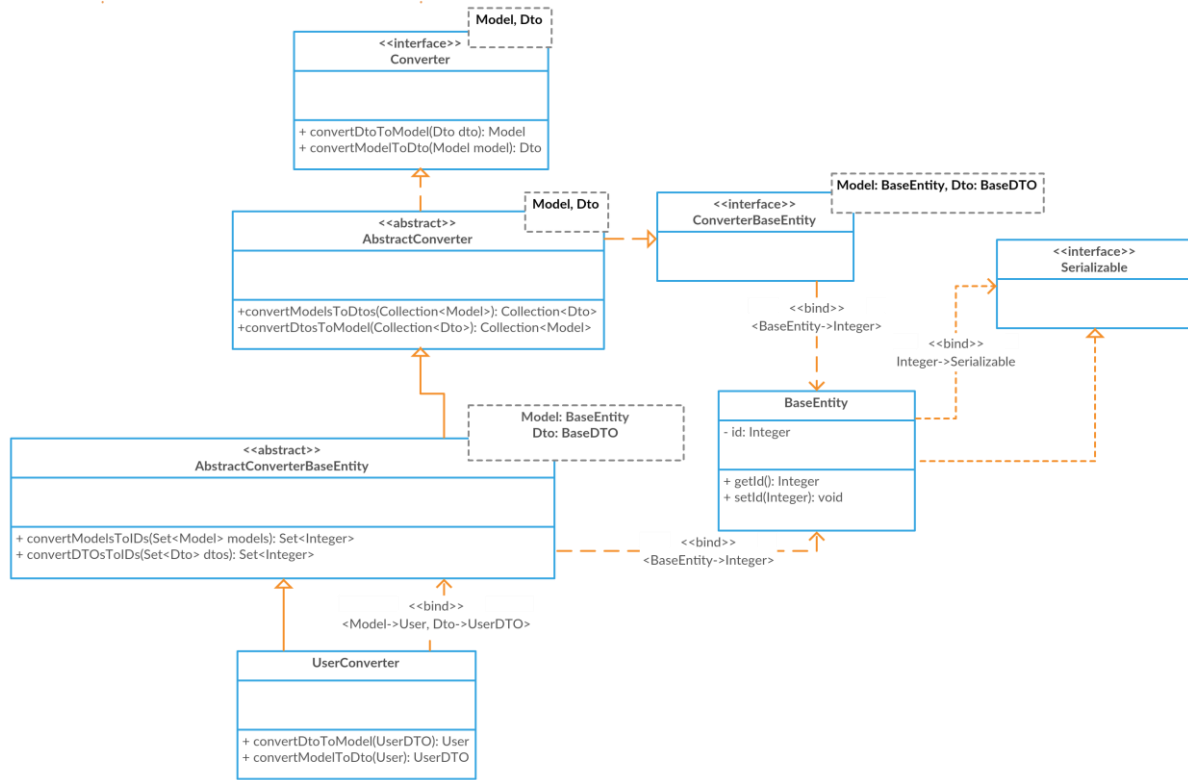 Model, Dto
<<interface>>
Converter
+ convertDtoToModel(Dto dto): Model
+ convertModelToDto(Model model): Dto
Model, Dto
<<abstract>>
AbstractConverter
+convertModelsToDtos(Collection<Model>): Collection<Dto>
+convertDtosToModel(Collection<Dto>): Collection<Model>
Model: BaseEntity, Dto: BaseDTO
<<interface>>
ConverterBaseEntity
<<interface>>
Serializable
<<bind>>
<BaseEntity->Integer>
<<bind>>
Integer->Serializable
BaseEntity
- id: Integer
+ getId(): Integer
+ setId(Integer): void
Model: BaseEntity
Dto: BaseDTO
<<abstract>>
AbstractConverterBaseEntity
+ convertModelsToIDs(Set<Model> models): Set<Integer>
+ convertDTOsToIDs(Set<Dto> dtos): Set<Integer>
<<bind>>
<BaseEntity->Integer>
<<bind>>
<Model->User, Dto->UserDTO>
UserConverter
+ convertDtoToModel(UserDTO): User
+ convertModelToDto(User): UserDTO